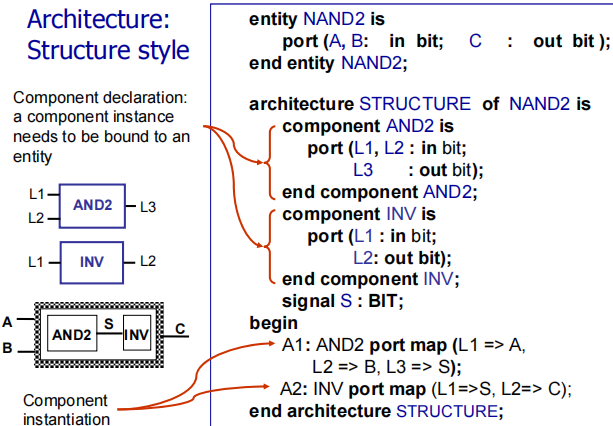 Architecture:
Structure style
Component declaration:
a component instance
needs to be bound to an
entity
L1
L2
AND2
L3
L1
INV
L2
A
B
AND2
S
INV
C
Component
instantiation
entity NAND2 is
port (A, B: in bit; C : out bit );
end entity NAND2;
architecture STRUCTURE of NAND2 is
component AND2 is
port (L1, L2 : in bit;
L3 : out bit);
end component AND2;
component INV is
port (L1 : in bit;
L2: out bit);
end component INV;
signal S : BIT;
begin
A1: AND2 port map (L1 => A,
L2 => B, L3 => S);
A2: INV port map (L1=>S, L2=> C);
end architecture STRUCTURE;